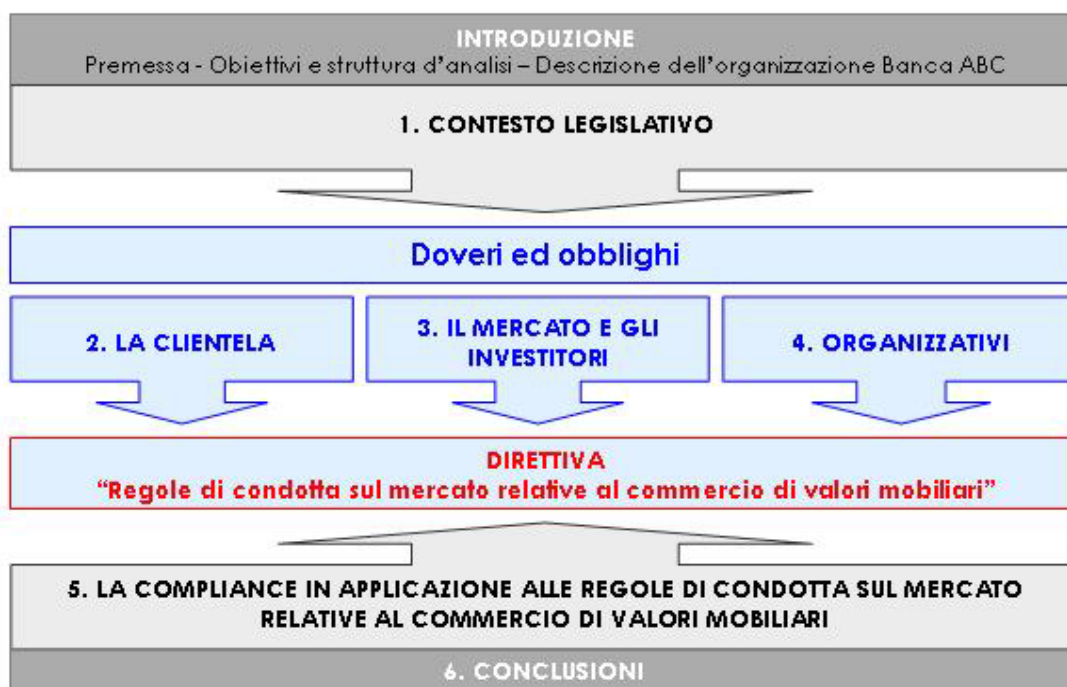 INTRODUZIONE
Premessa - Obiettivi e struttura d'analisi – Descrizione dell'organizzazione Banca ABC
1. CONTESTO LEGISLATIVO
Doveri ed obblighi
2. LA CLIENTELA
3. IL MERCATO E GLI
INVESTITORI
4. ORGANIZZATIVI
DIRETTIVA
“Regole di condotta sul mercato relative al commercio di valori mobiliari”
5. LA COMPLIANCE IN APPLICAZIONE ALLE REGOLE DI CONDOTTA SUL MERCATO
RELATIVE AL COMMERCIO DI VALORI MOBILIARI
6. CONCLUSIONI